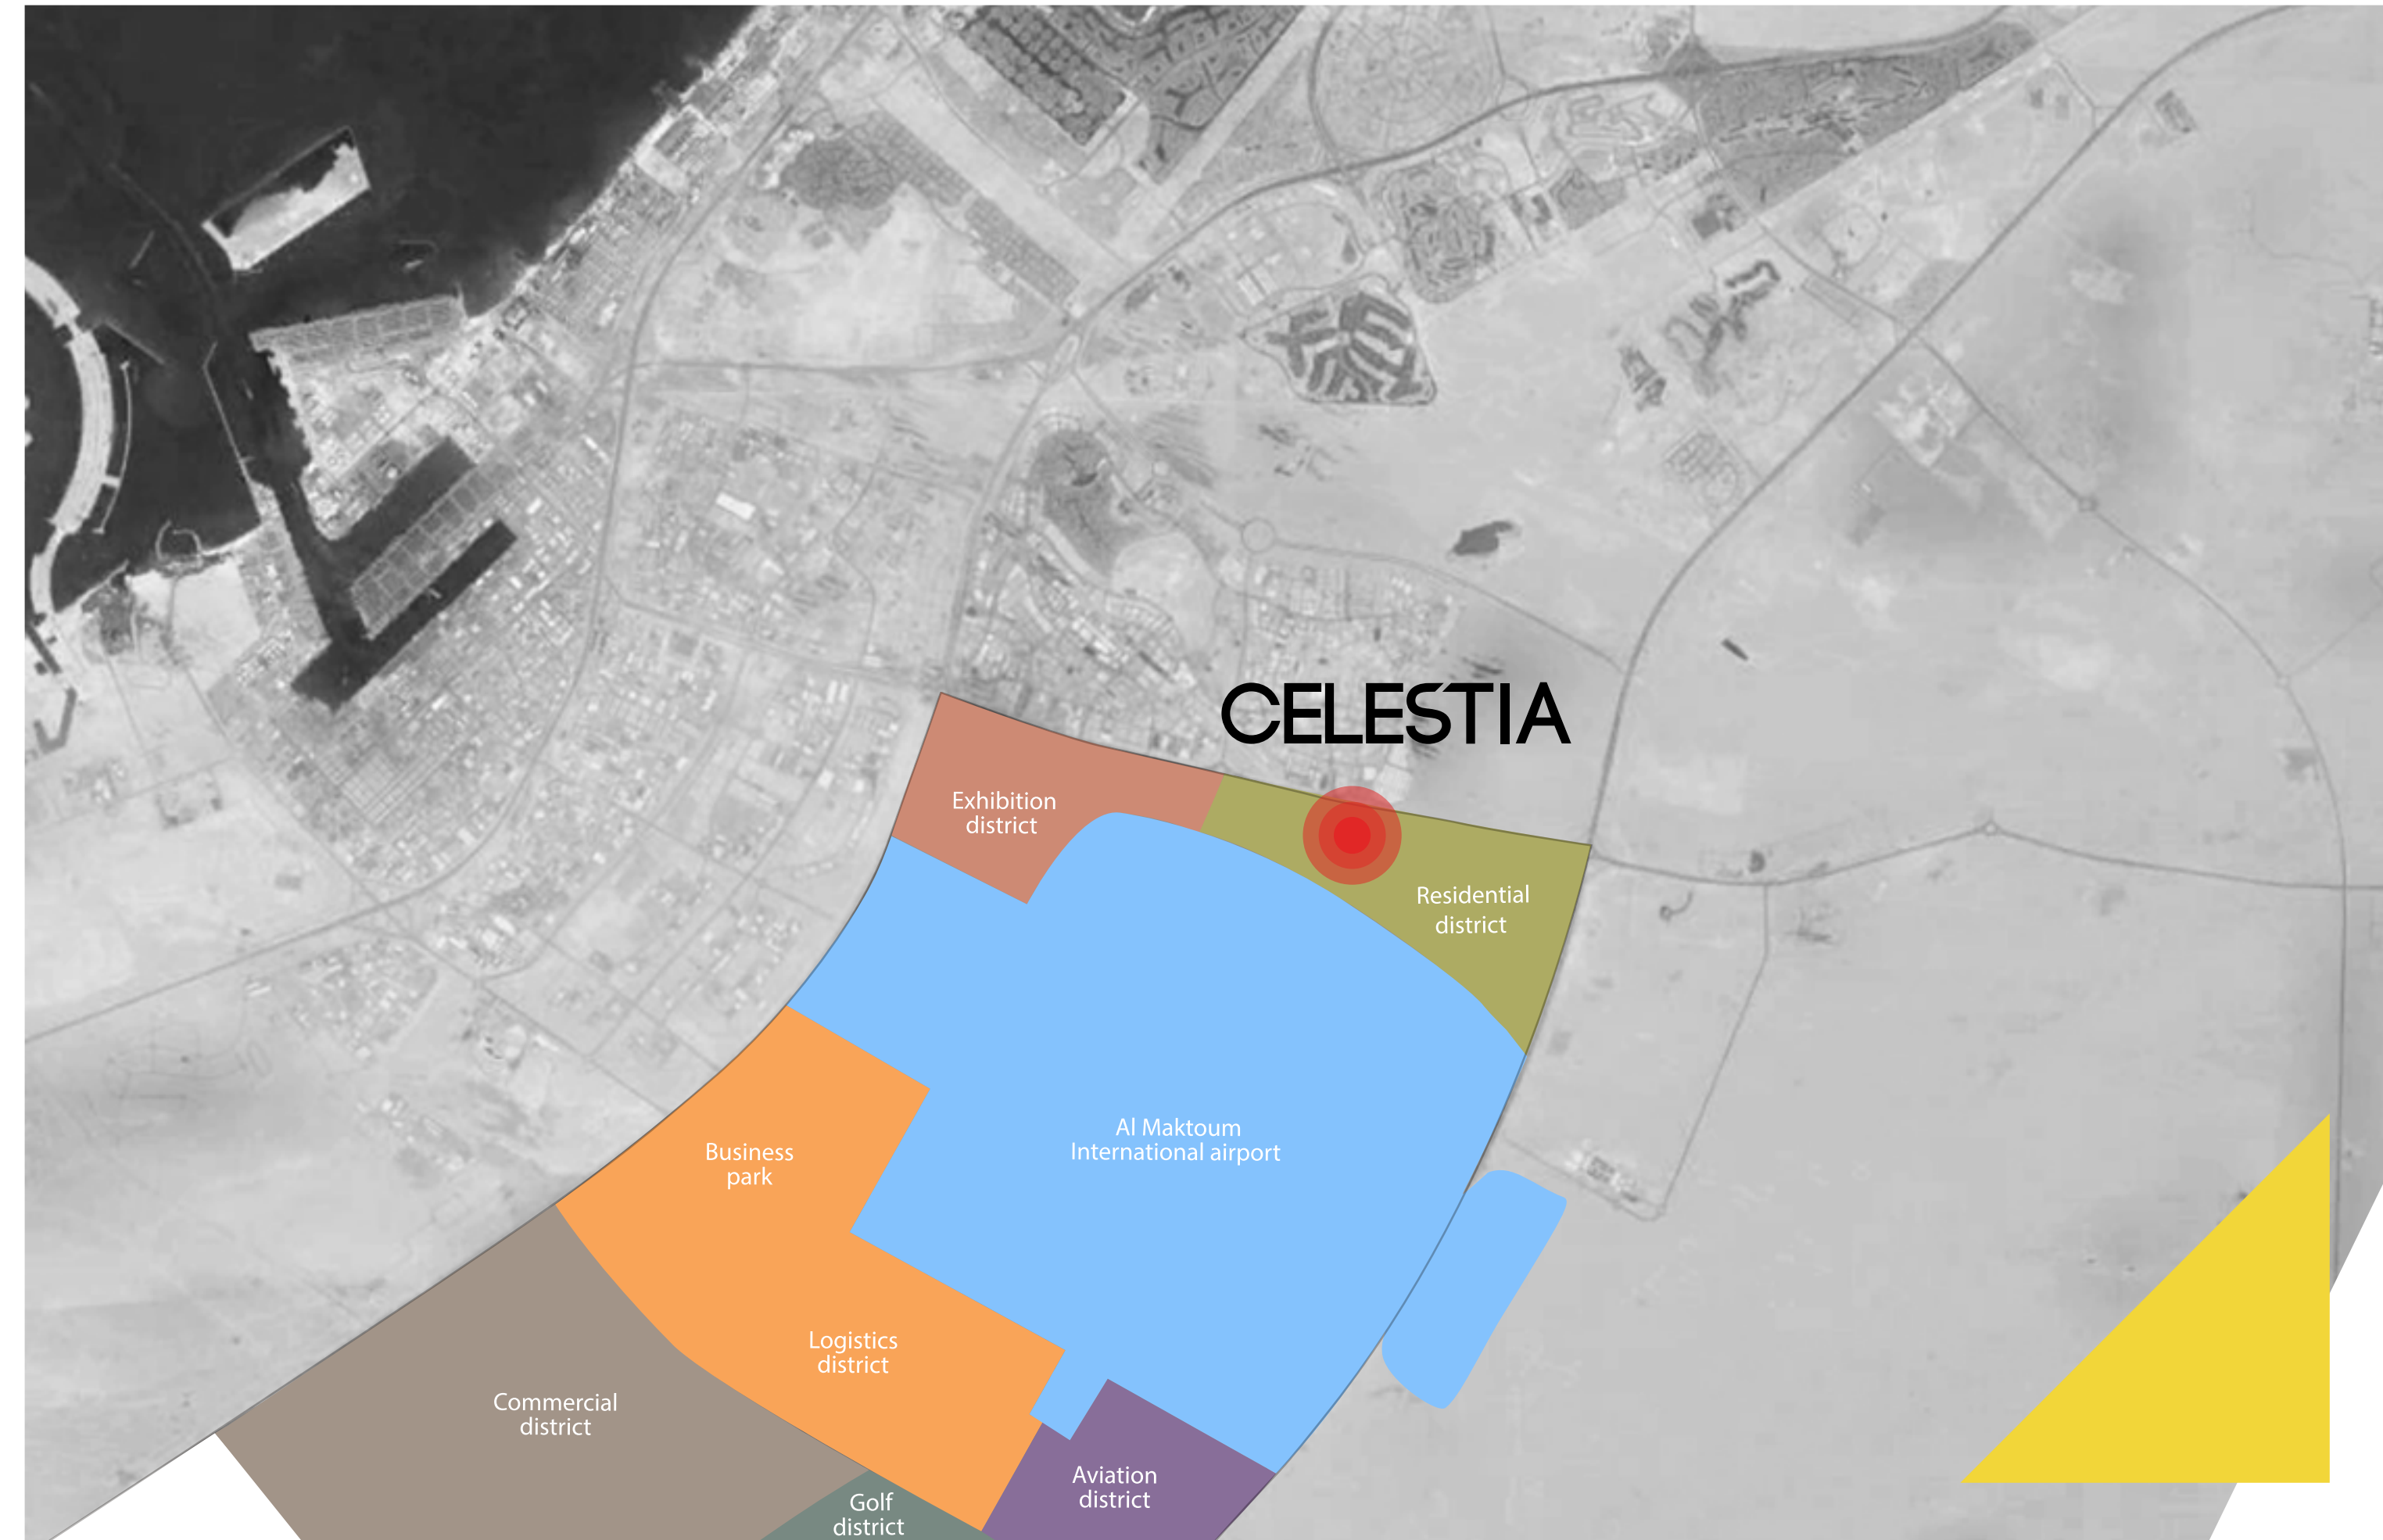 CELESTIA
Exhibition
district
Residential
district
Al Maktoum
International airport
Business
park
Logistics
district
Commercial
district
Aviation
district
Golf
district